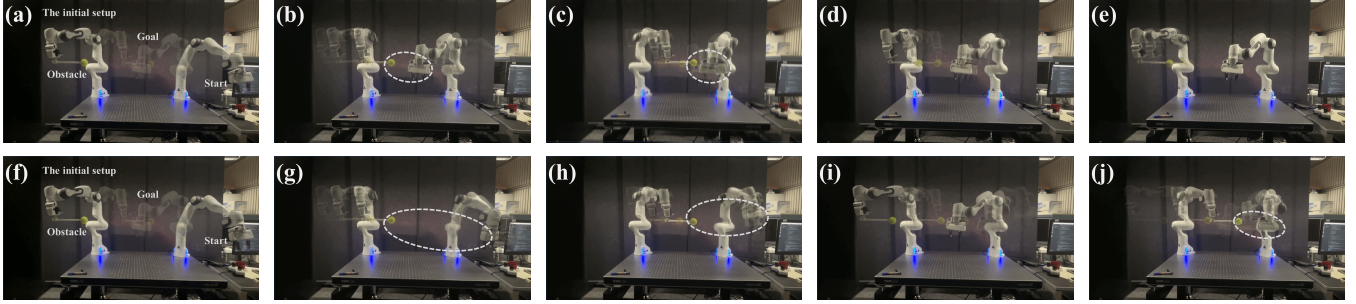 (a) The initial setup
Goal
Obstacle
Start
(b)
(c)
(d)
(e)
(f) The initial setup
Goal
Obstacle
Start
(g)
(h)
(i)
(j)